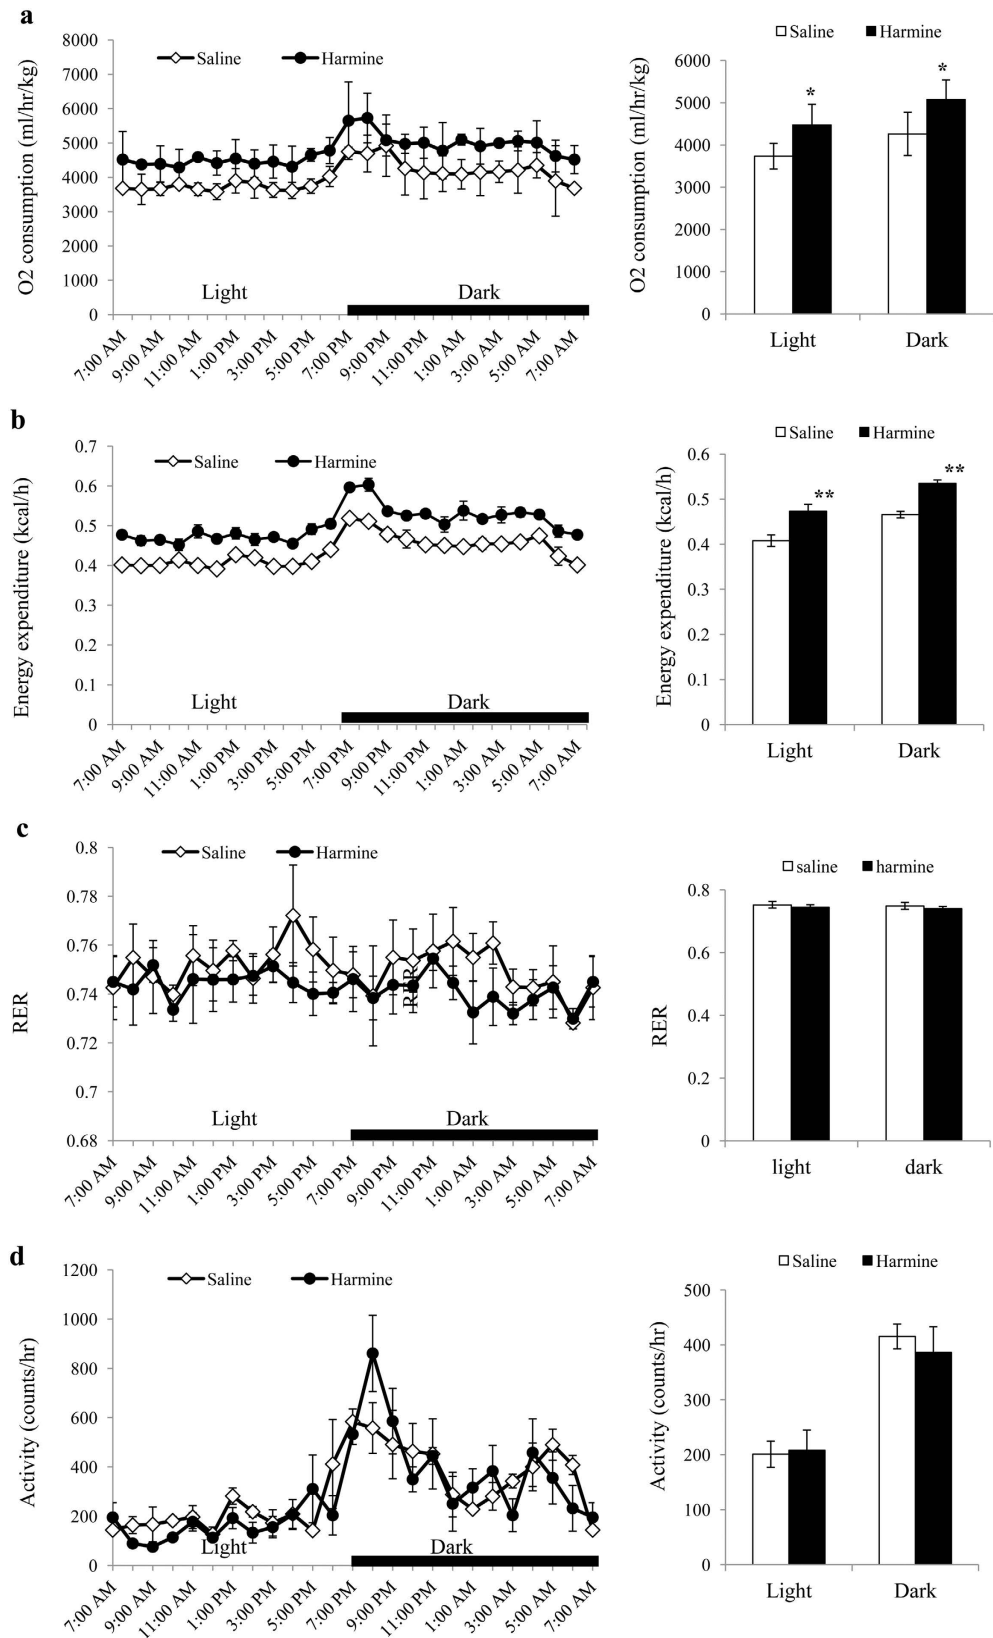 a
Saline Harmine
O2 consumption (ml/hr/kg)
8000
7000
6000
5000
4000
3000
2000
1000
0
Light Dark
7:00 AM 9:00 AM 11:00 AM 1:00 PM 3:00 PM 5:00 PM 7:00 PM 9:00 PM 11:00 PM 1:00 AM 3:00 AM 5:00 AM 7:00 AM
Saline Harmine
O2 consumption (ml/hr/kg)
6000
5000
4000
3000
2000
1000
0
* *
Light Dark
b
Saline Harmine
Energy expenditure (kcal/h)
0.7
0.6
0.5
0.4
0.3
0.2
0.1
0
Light Dark
7:00 AM 9:00 AM 11:00 AM 1:00 PM 3:00 PM 5:00 PM 7:00 PM 9:00 PM 11:00 PM 1:00 AM 3:00 AM 5:00 AM 7:00 AM
Saline Harmine
Energy expenditure (kcal/h)
0.6
0.5
0.4
0.3
0.2
0.1
0
** **
Light Dark
c
Saline Harmine
RER
0.8
0.78
0.76
0.74
0.72
0.7
0.68
RER
Light Dark
7:00 AM 9:00 AM 11:00 AM 1:00 PM 3:00 PM 5:00 PM 7:00 PM 9:00 PM 11:00 PM 1:00 AM 3:00 AM 5:00 AM 7:00 AM
saline harmine
RER
0.8
0.6
0.4
0.2
0
light dark
d
Saline Harmine
Activity (counts/hr)
1200
1000
800
600
400
200
0
Light Dark
7:00 AM 9:00 AM 11:00 AM 1:00 PM 3:00 PM 5:00 PM 7:00 PM 9:00 PM 11:00 PM 1:00 AM 3:00 AM 5:00 AM 7:00 AM
Saline Harmine
Activity (counts/hr)
500
400
300
200
100
0
Light Dark